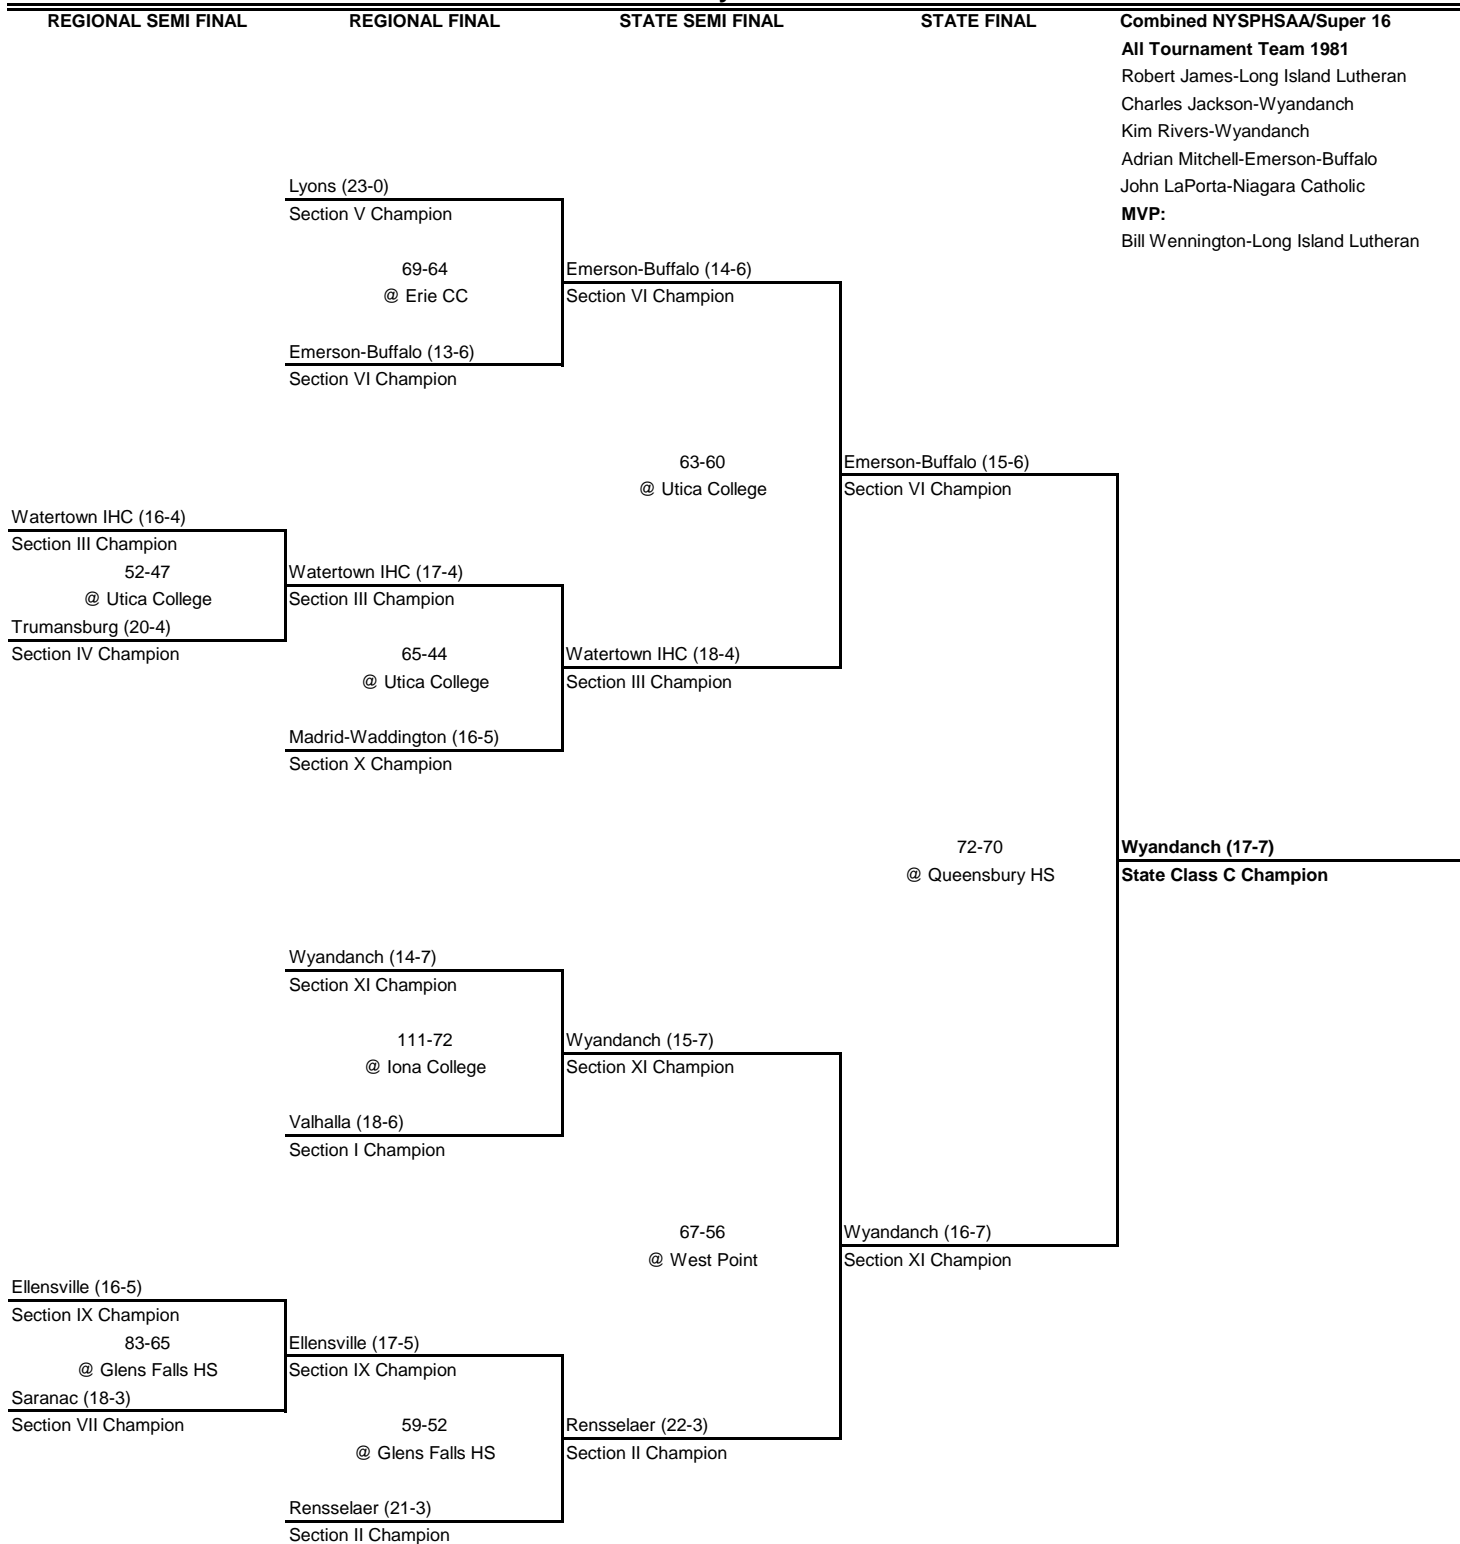 REGIONAL SEMI FINAL REGIONAL FINAL STATE SEMI FINAL STATE FINAL Combined NYSPHSAA/Super 16
All Tournament Team 1981
Robert James-Long Island Lutheran
Charles Jackson-Wyandanch
Kim Rivers-Wyandanch
Adrian Mitchell-Emerson-Buffalo
Lyons (23-0) John LaPorta-Niagara Catholic
Section V Champion MVP:
Bill Wennington-Long Island Lutheran
69-64 Emerson-Buffalo (14-6)
@ Erie CC Section VI Champion
Emerson-Buffalo (13-6)
Section VI Champion
63-60 Emerson-Buffalo (15-6)
@ Utica College Section VI Champion
Watertown IHC (16-4)
Section III Champion
52-47 Watertown IHC (17-4)
@ Utica College Section III Champion
Trumansburg (20-4)
Section IV Champion 65-44 Watertown IHC (18-4)
@ Utica College Section III Champion
Madrid-Waddington (16-5)
Section X Champion
72-70 Wyandanch (17-7)
@ Queensbury HS State Class C Champion
Wyandanch (14-7)
Section XI Champion
111-72 Wyandanch (15-7)
@ Iona College Section XI Champion
Valhalla (18-6)
Section I Champion
67-56 Wyandanch (16-7)
@ West Point Section XI Champion
Ellensville (16-5)
Section IX Champion
83-65 Ellensville (17-5)
@ Glens Falls HS Section IX Champion
Saranac (18-3)
Section VII Champion 59-52 Rensselaer (22-3)
@ Glens Falls HS Section II Champion
Rensselaer (21-3)
Section II Champion